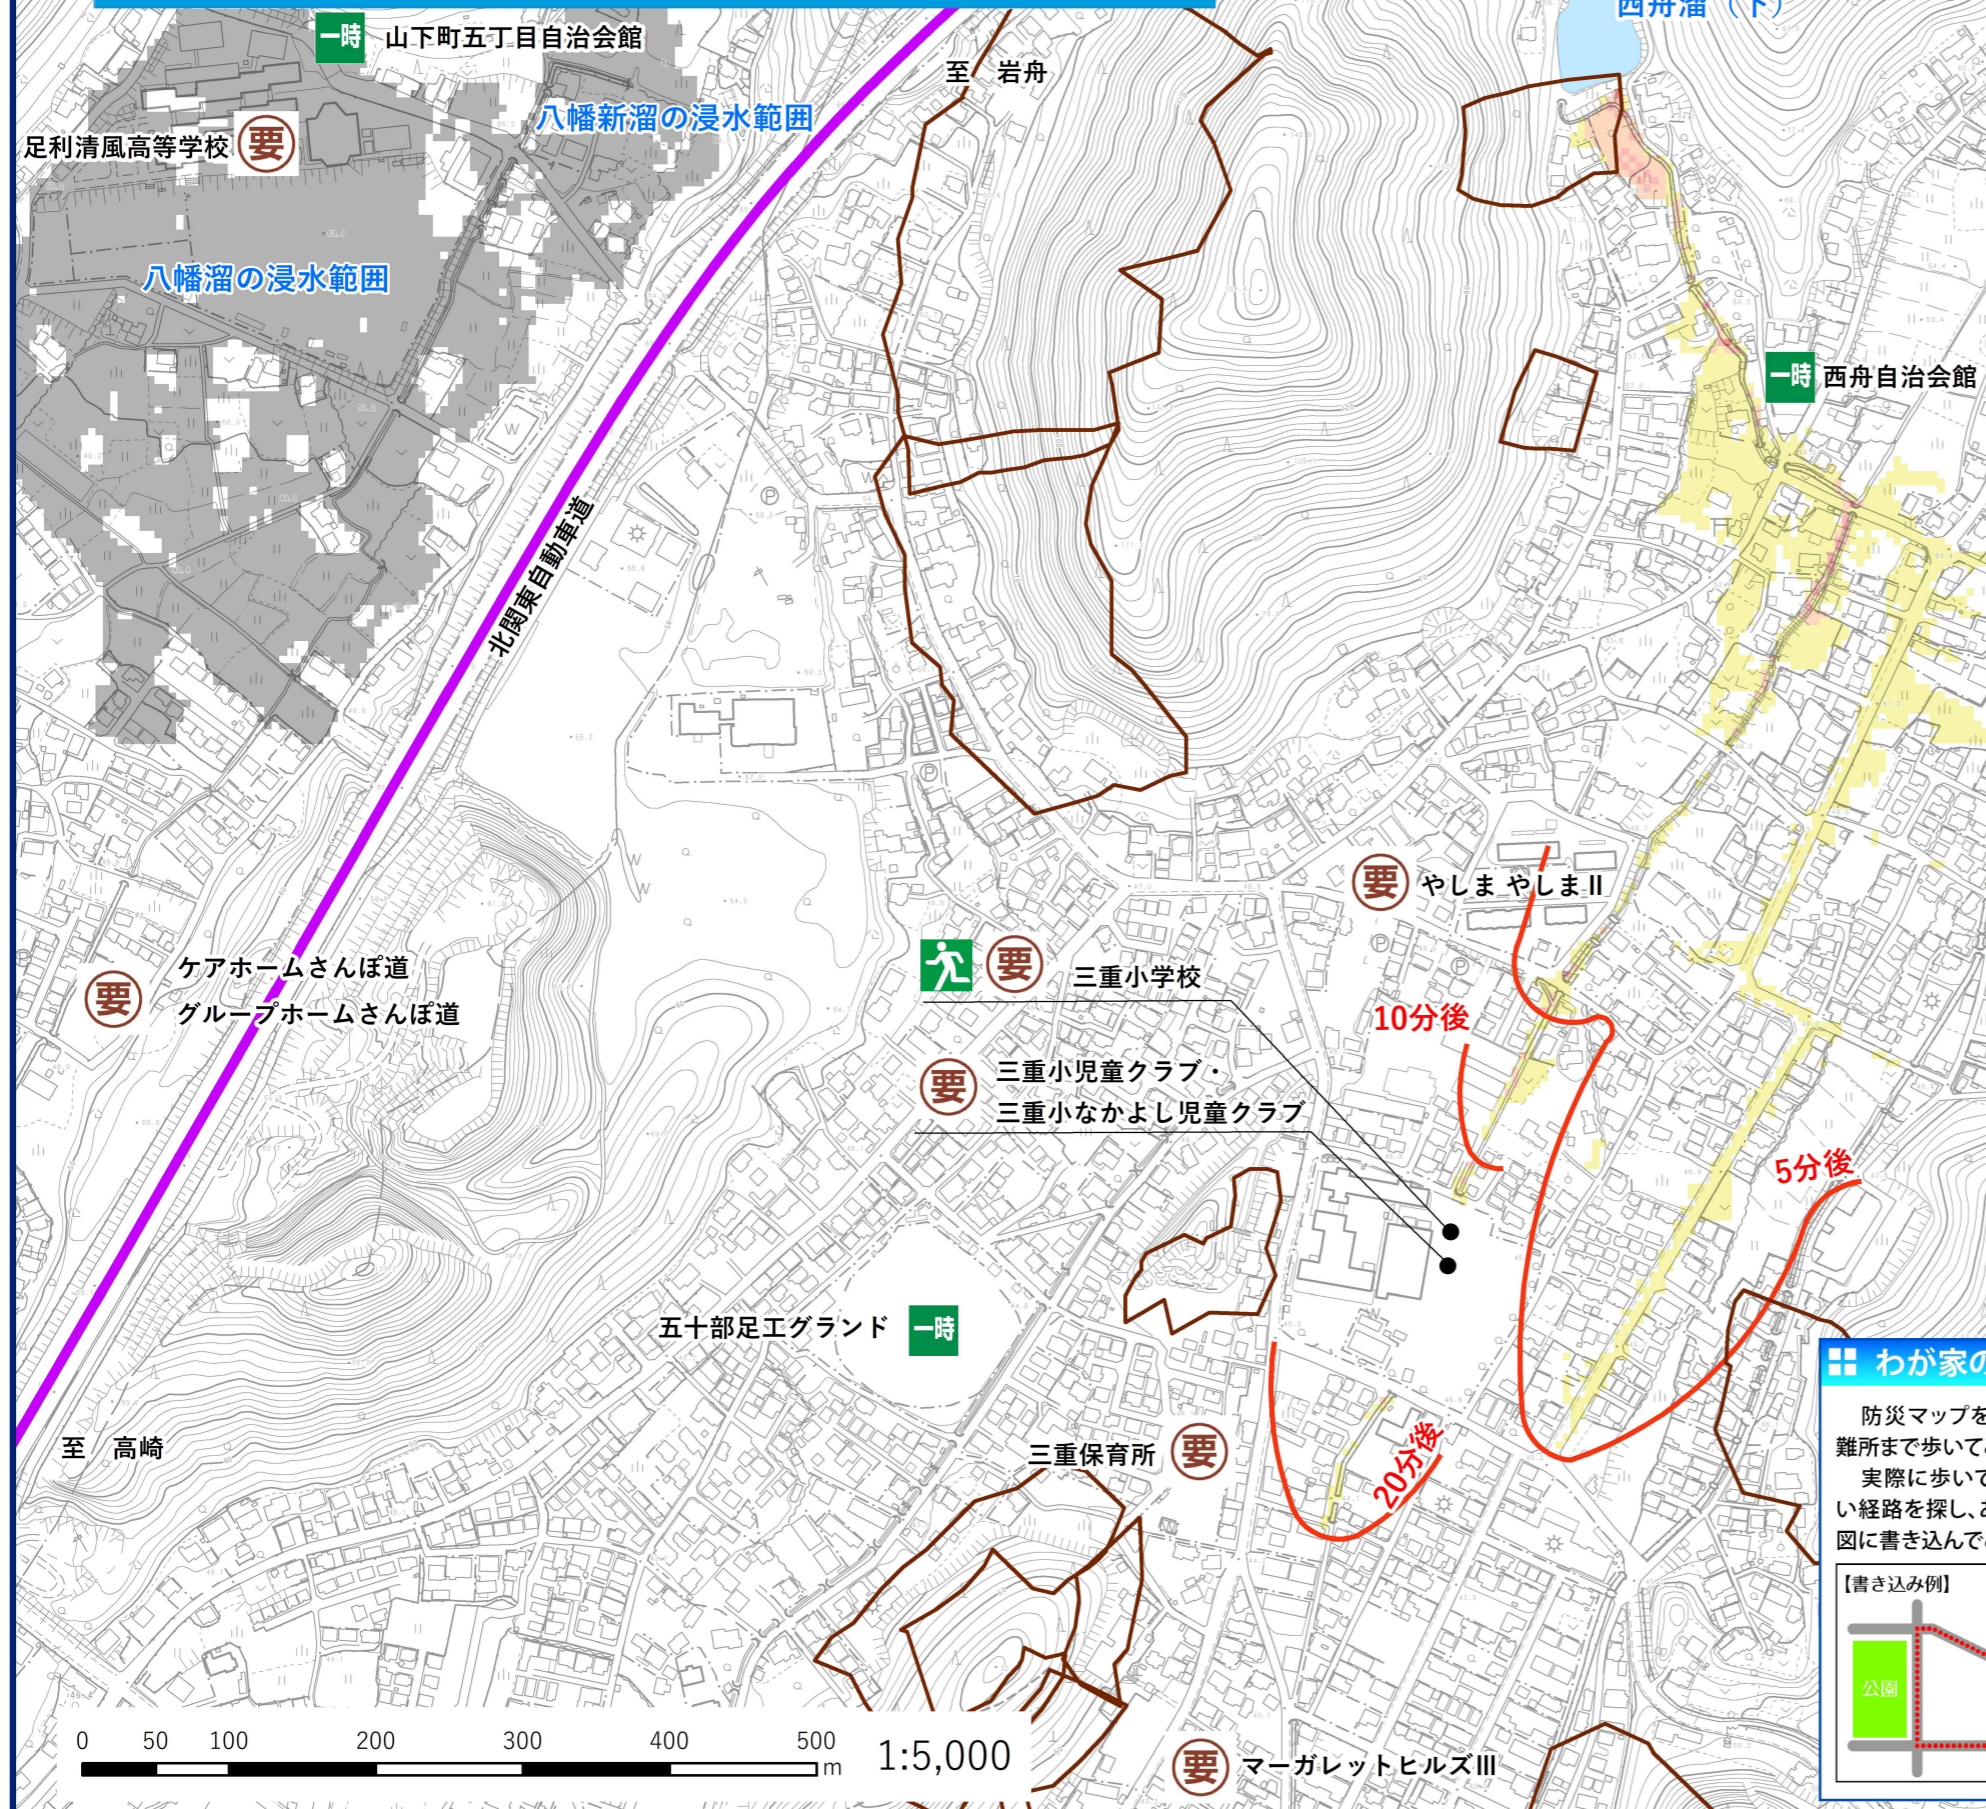 西舟溜（下）
一時 山下町五丁目自治会館
至 岩舟
八幡新溜の浸水範囲
足利清風高等学校 要
八幡溜の浸水範囲
一時 西舟自治会館
北関東自動車道
要 やしま やしまⅡ
ケアホームさんぽ道
要
グループホームさんぽ道
要 三重小学校
10分後
要 三重小児童クラブ・
三重小なかよし児童クラブ
5分後
五十部足工グランド 一時
至 高崎
三重保育所 要
20分後
わが家の
防災マップを
難所まで歩いて
実際に歩いて
い経路を探し、
図に書き込んで
【書き込み例】
公園
0 50 100 200 300 400 500 m 1:5,000
要 マーガレットヒルズⅢ